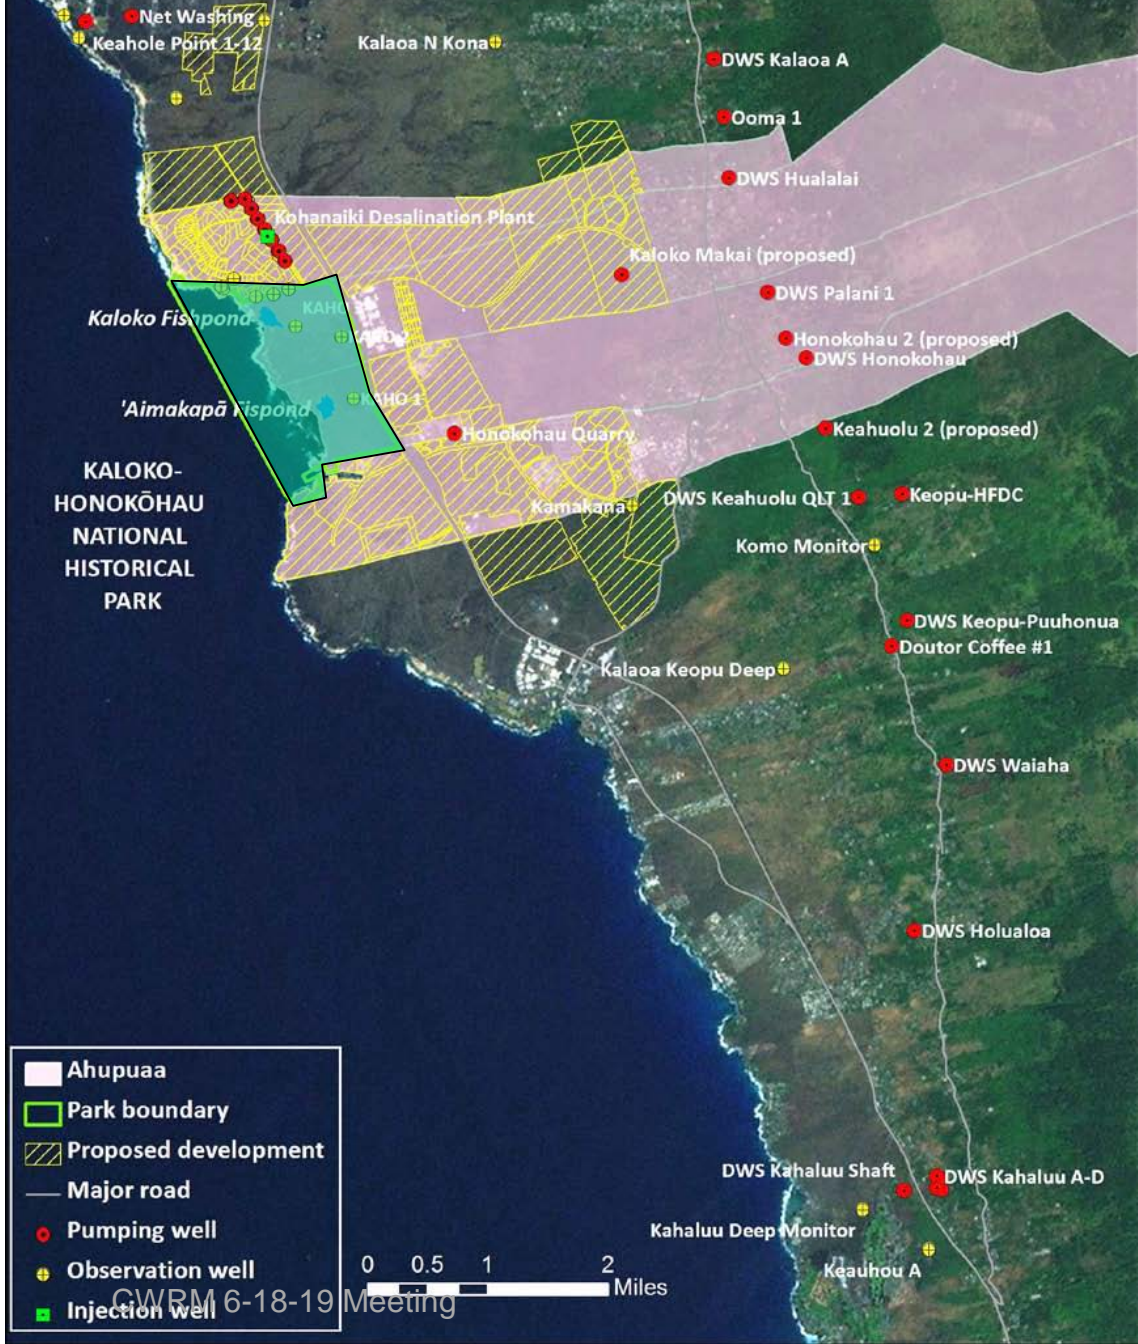 Net Washing
Keahole Point 1-12
Kalaoa N Kona
DWS Kalaoa A
Ooma 1
DWS Hualalai
Kohanaiki Desalination Plant
Kaloko Makai (proposed)
DWS Palani 1
Kaloko Fishpond
KAHO
Honokohau 2 (proposed)
DWS Honokohau
'Aimakapā Fispond
KAHO 1
Honokohau Quarry
Keahuolu 2 (proposed)
KALOKO-
HONOKŌHAU
NATIONAL
HISTORICAL
PARK
DWS Keahuolu QLT 1
Keopu-HFDC
Kamakana
Komo Monitor
DWS Keopu-Puuhonua
Doutor Coffee #1
Kalaoa Keopu Deep
DWS Waiaha
DWS Holualoa
DWS Kahaluu Shaft
DWS Kahaluu A-D
Kahaluu Deep Monitor
Keauhou A
Ahupuaa
Park boundary
Proposed development
Major road
Pumping well
Observation well
Injection well
0 0.5 1 2
Miles
CWRM 6-18-19 Meeting